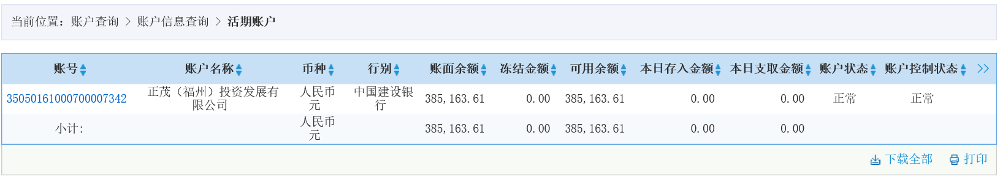 当前位置：账户查询 > 账户信息查询 > 活期账户
账号 账户名称 币种 行别 账面余额 冻结金额 可用余额 本日存入金额 本日支取金额 账户状态 账户控制状态 >>
35050161000700007342 正茂（福州）投资发展有限公司 人民币元 中国建设银行 385,163.61 0.00 385,163.61 0.00 0.00 正常 正常
小计: 人民币元 385,163.61 0.00 385,163.61 0.00 0.00
下载全部 打印